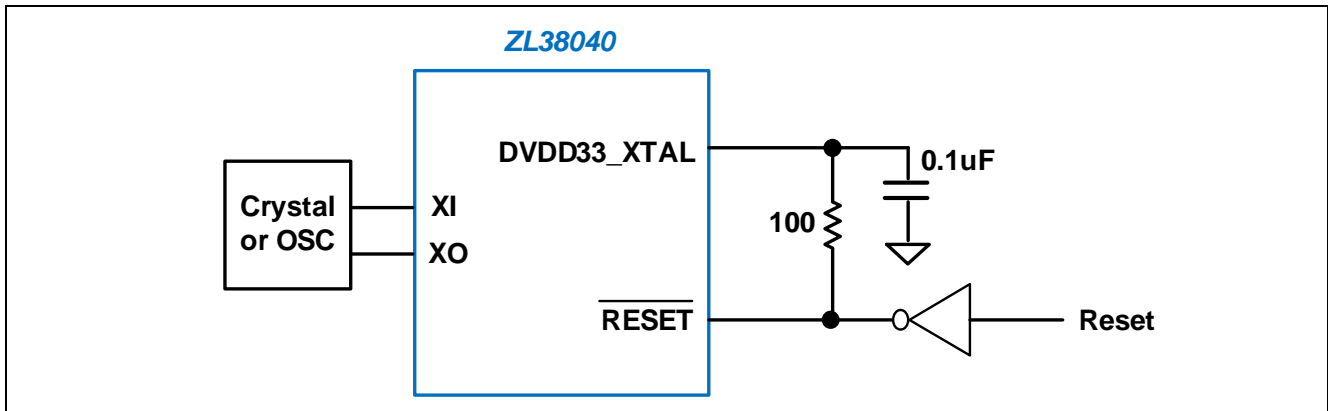 ZL38040
DVDD33_XTAL
0.1uF
Crystal
or OSC
XI
XO
100
RESET
Reset